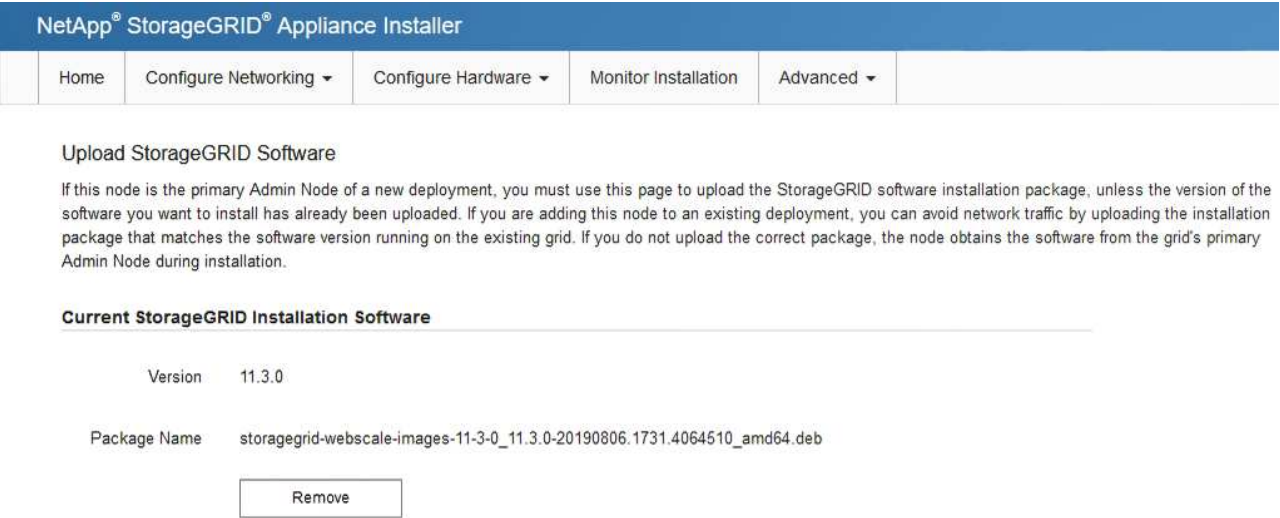 NetApp® StorageGRID® Appliance Installer
Home Configure Networking Configure Hardware Monitor Installation Advanced
Upload StorageGRID Software
If this node is the primary Admin Node of a new deployment, you must use this page to upload the StorageGRID software installation package, unless the version of the
software you want to install has already been uploaded. If you are adding this node to an existing deployment, you can avoid network traffic by uploading the installation
package that matches the software version running on the existing grid. If you do not upload the correct package, the node obtains the software from the grid's primary
Admin Node during installation.
Current StorageGRID Installation Software
Version 11.3.0
Package Name storagegrid-webscale-images-11-3-0_11.3.0-20190806.1731.4064510_amd64.deb
Remove